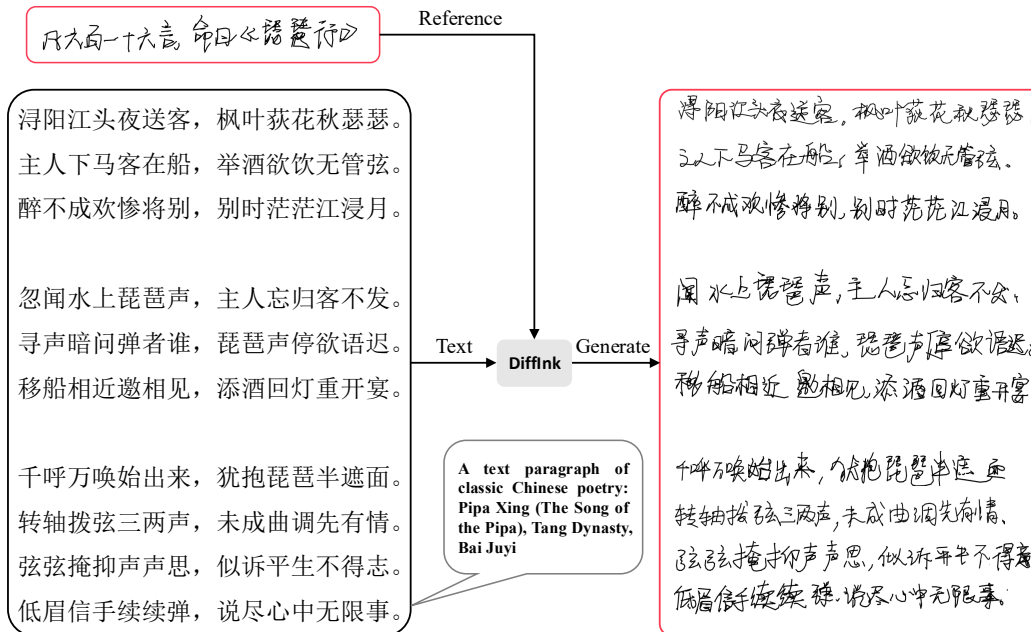 凡六百一十六言，命曰《琵琶行》
Reference
浔阳江头夜送客，枫叶荻花秋瑟瑟。
主人下马客在船，举酒欲饮无管弦。
醉不成欢惨将别，别时茫茫江浸月。
忽闻水上琵琶声，主人忘归客不发。
寻声暗问弹者谁，琵琶声停欲语迟。
移船相近邀相见，添酒回灯重开宴。
千呼万唤始出来，犹抱琵琶半遮面。
转轴拨弦三两声，未成曲调先有情。
弦弦掩抑声声思，似诉平生不得志。
低眉信手续续弹，说尽心中无限事。
Text
DiffInk
Generate
A text paragraph of
classic Chinese poetry:
Pipa Xing (The Song of
the Pipa), Tang Dynasty,
Bai Juyi
浔阳江头夜送客，枫叶荻花秋瑟瑟
主人下马客在船，举酒欲饮无管弦。
醉不成欢惨将别，别时茫茫江浸月。
闻水上琵琶声，主人忘归客不发。
寻声暗问弹者谁，琵琶声停欲语迟。
移船相近邀相见，添酒回灯重开宴
千呼万唤始出来，犹抱琵琶半遮面
转轴拨弦三两声，未成曲调先有情、
弦弦掩抑声声思，似诉平生不得
低眉信手续续弹，说尽心中无限事。